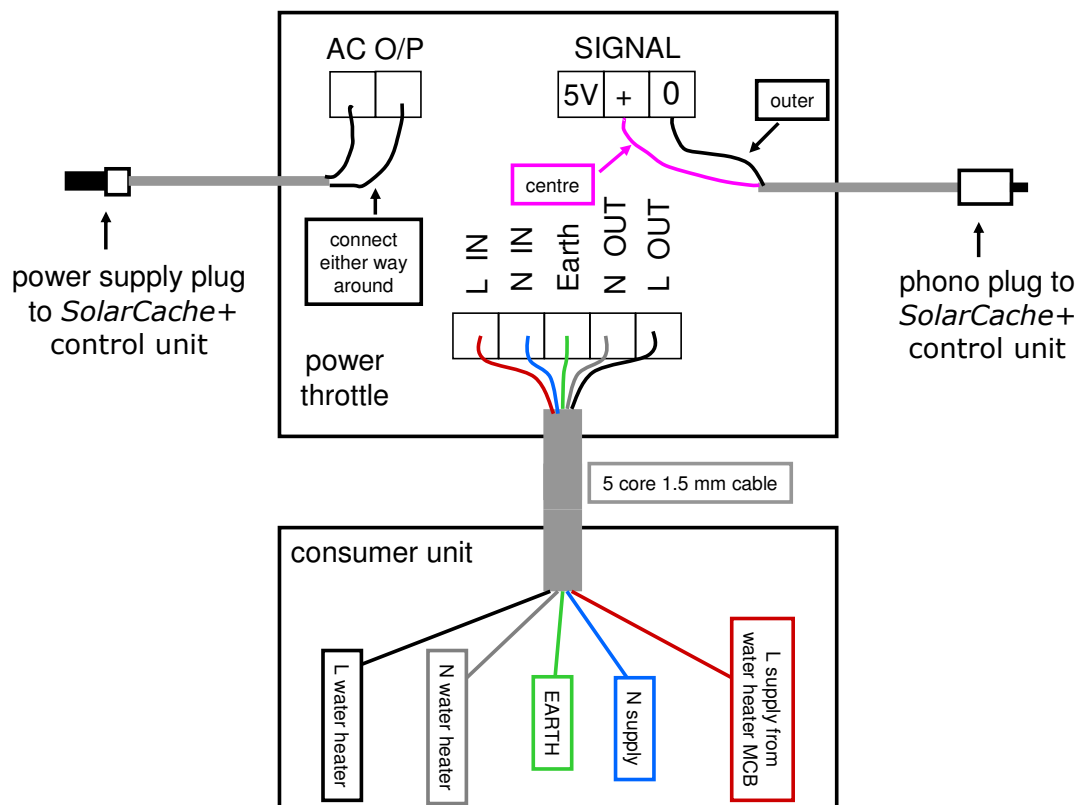 AC O/P
SIGNAL
5V
+
0
outer
centre
connect
either way
around
power supply plug
to SolarCache+
control unit
phono plug to
SolarCache+
control unit
L IN
N IN
Earth
N OUT
L OUT
power
throttle
5 core 1.5 mm cable
consumer unit
L water heater
N water heater
EARTH
N supply
L supply from
water heater MCB